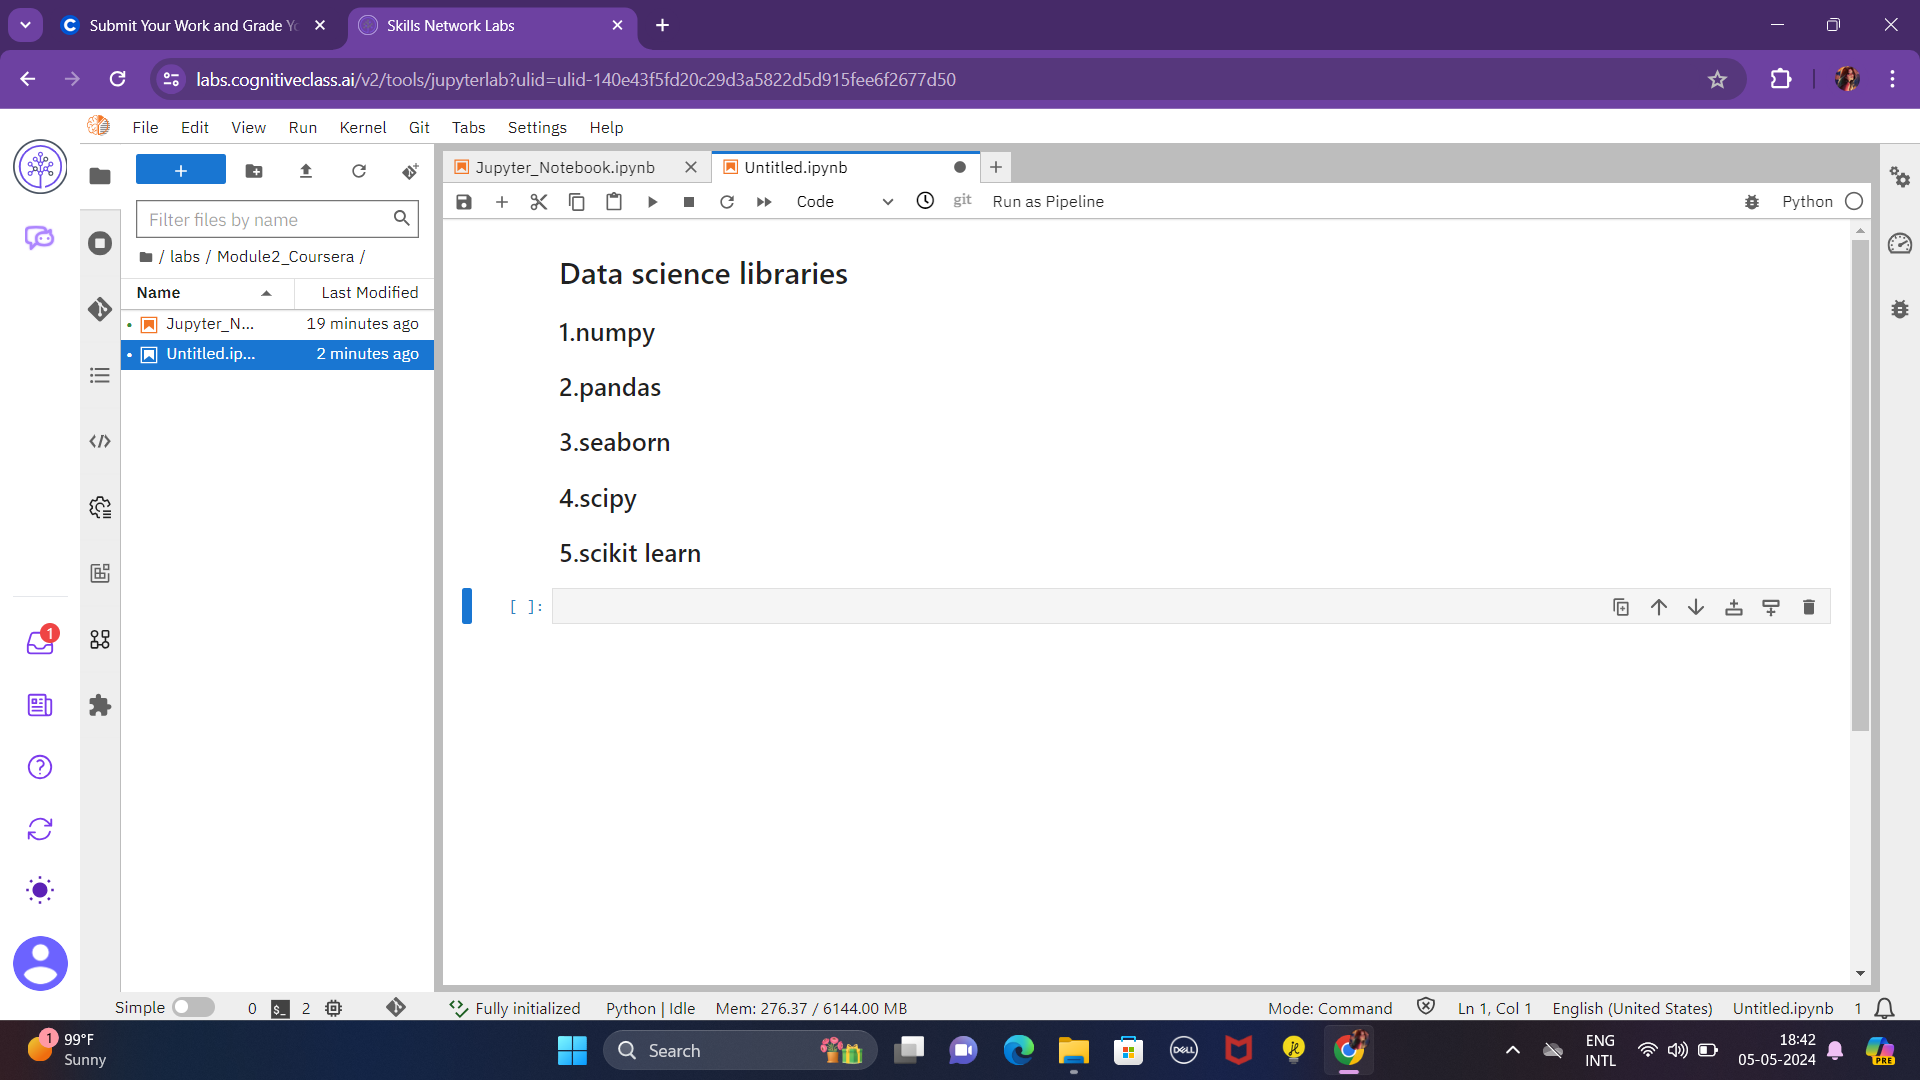 Submit Your Work and Grade Yo
Skills Network Labs
labs.cognitiveclass.ai/v2/tools/jupyterlab?ulid=ulid-140e43f5fd20c29d3a5822d5d915fee6f2677d50
File Edit View Run Kernel Git Tabs Settings Help
Jupyter_Notebook.ipynb
Untitled.ipynb
Code
git
Run as Pipeline
Python
Filter files by name
/ labs / Module2_Coursera /
Name Last Modified
Jupyter_N... 19 minutes ago
Untitled.ip... 2 minutes ago
Data science libraries
1.numpy
2.pandas
3.seaborn
4.scipy
5.scikit learn
[ ]:
1
Simple 0 $_ 2 Fully initialized Python | Idle Mem: 276.37 / 6144.00 MB Mode: Command Ln 1, Col 1 English (United States) Untitled.ipynb 1
1
99°F
Sunny
Search
DELL
ENG
INTL
18:42
05-05-2024
PRE